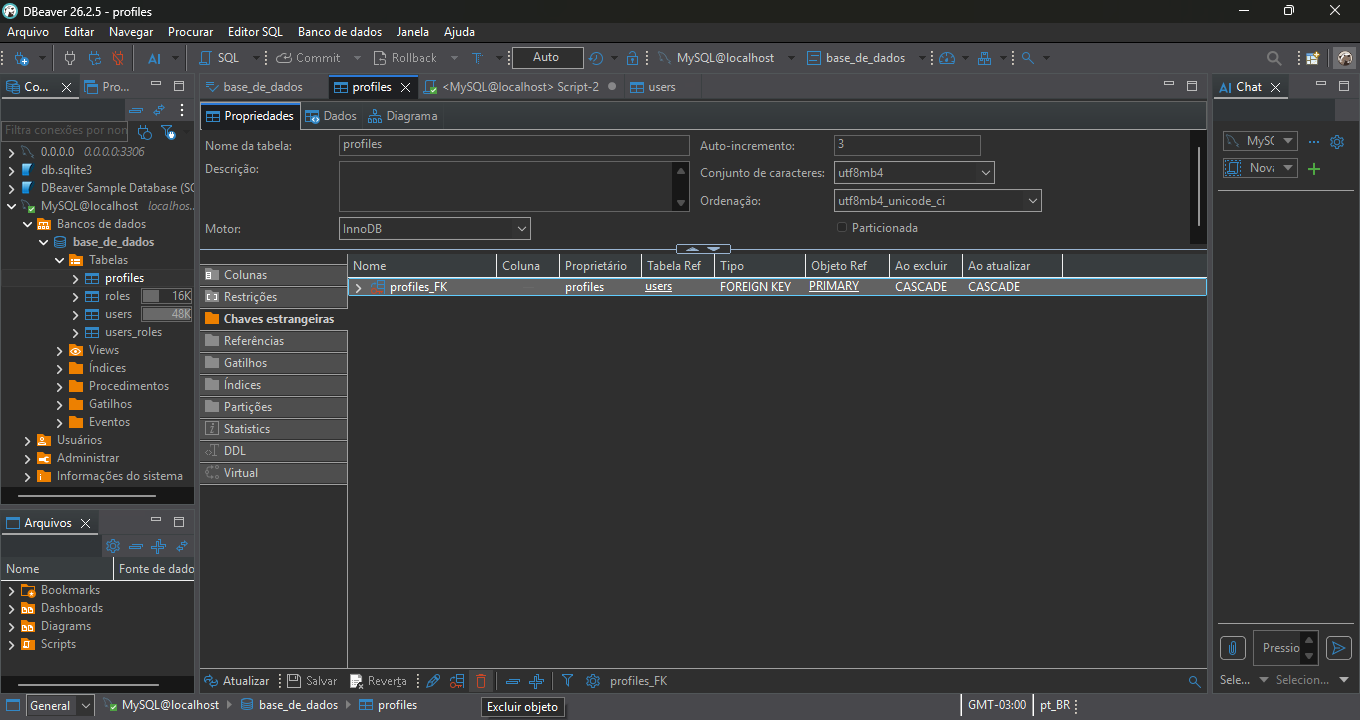 DBeaver 26.2.5 - profiles
Arquivo Editar Navegar Procurar Editor SQL Banco de dados Janela Ajuda
AI SQL Commit Rollback T Auto MySQL@localhost base_de_dados
Co... Pro...
base_de_dados profiles <MySQL@localhost> Script-2 users
AI Chat
Propriedades Dados Diagrama
Filtra conexões por nom
0.0.0.0 0.0.0.0:3306
db.sqlite3
DBeaver Sample Database (SQ
MySQL@localhost localhos...
Bancos de dados
base_de_dados
Tabelas
profiles
roles 16K
users 48K
users_roles
Views
Índices
Procedimentos
Gatilhos
Eventos
Usuários
Administrar
Informações do sistema
Nome da tabela: profiles
Descrição:
Motor: InnoDB
Auto-incremento: 3
Conjunto de caracteres: utf8mb4
Ordenação: utf8mb4_unicode_ci
Particionada
Colunas
Restrições
Chaves estrangeiras
Referências
Gatilhos
Índices
Partições
Statistics
DDL
Virtual
Nome Coluna Proprietário Tabela Ref Tipo Objeto Ref Ao excluir Ao atualizar
profiles_FK profiles users FOREIGN KEY PRIMARY CASCADE CASCADE
MySC
Nova
Arquivos
Nome Fonte de dado
Bookmarks
Dashboards
Diagrams
Scripts
Pressio
Sele... Selecion...
Atualizar Salvar Reverta profiles_FK
General MySQL@localhost base_de_dados profiles
Excluir objeto
GMT-03:00 pt_BR